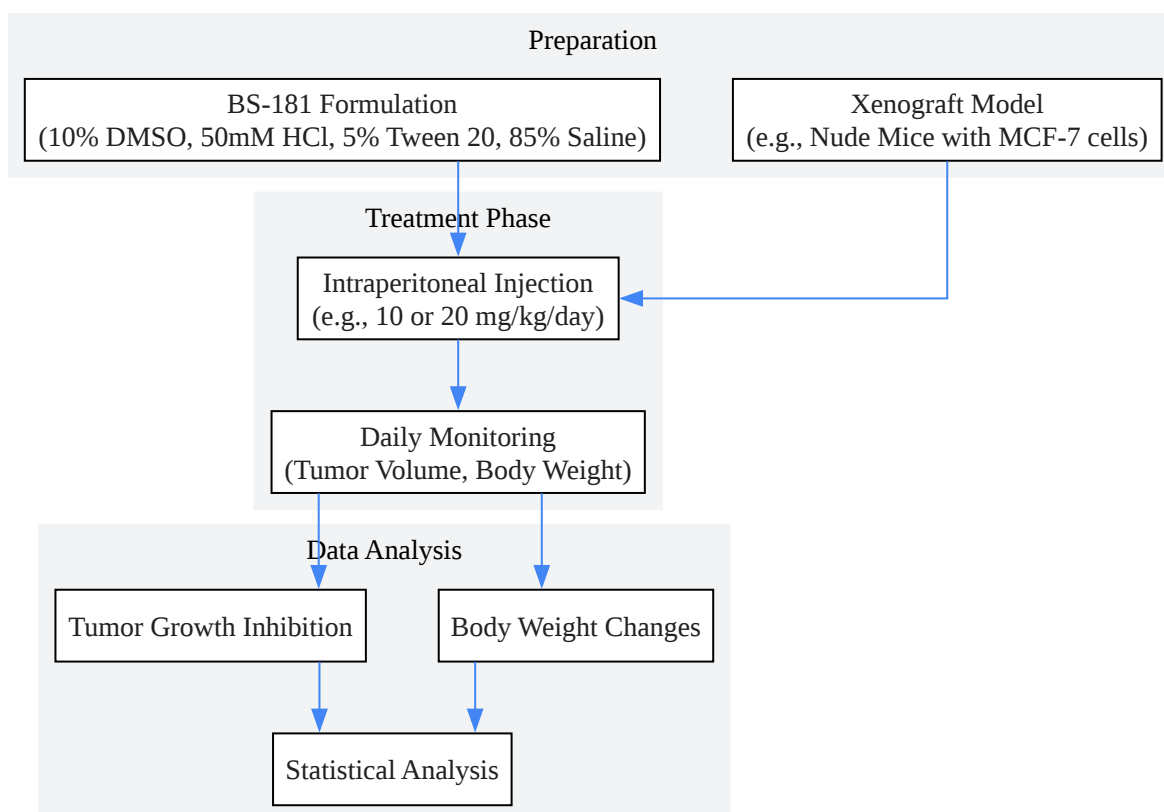 Preparation
BS-181 Formulation
(10% DMSO, 50mM HCl, 5% Tween 20, 85% Saline)
Xenograft Model
(e.g., Nude Mice with MCF-7 cells)
Treatment Phase
Intraperitoneal Injection
(e.g., 10 or 20 mg/kg/day)
Daily Monitoring
(Tumor Volume, Body Weight)
Data Analysis
Tumor Growth Inhibition
Body Weight Changes
Statistical Analysis